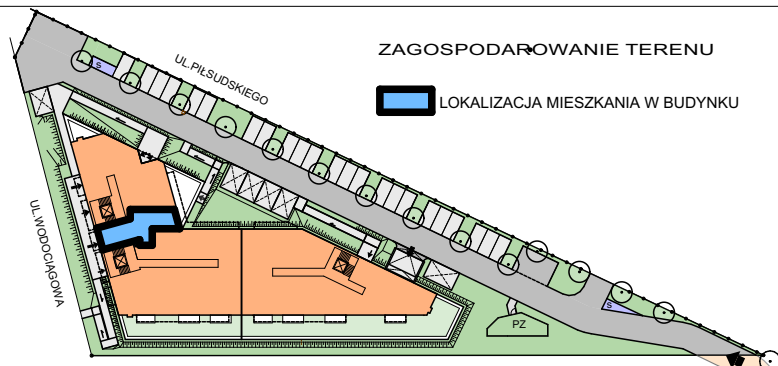 ZAGOSPODAROWANIE TERENU
UL.PIŁSUDSKIEGO
LOKALIZACJA MIESZKANIA W BUDYNKU
UL.WODOCIĄGOWA
Ś
Ś
PZ